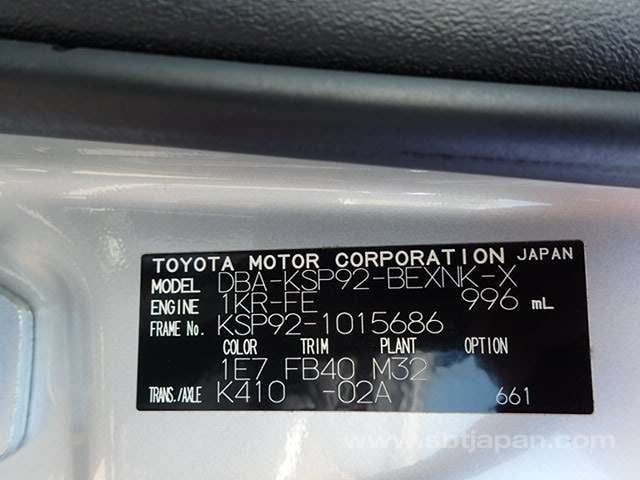 TOYOTA MOTOR CORPORATION JAPAN
MODEL DBA-KSP92-BEXNK-X
ENGINE 1KR-FE 996 mL
FRAME No. KSP92-1015686
COLOR TRIM PLANT OPTION
1E7 FB40 M32
TRANS./AXLE K410 -02A 661
www.sbtjapan.com